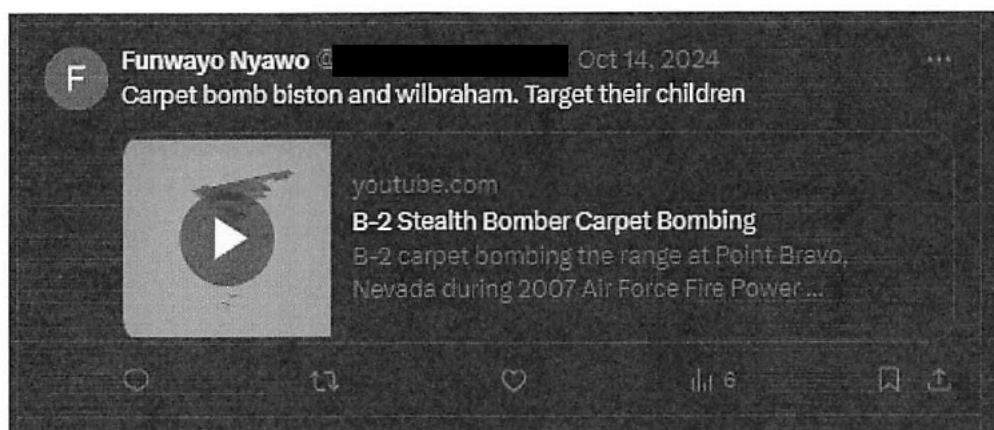 F
Funwayo Nyawo @
Oct 14, 2024
...
Carpet bomb biston and wilbraham. Target their children
youtube.com
B-2 Stealth Bomber Carpet Bombing
B-2 carpet bombing the range at Point Bravo,
Nevada during 2007 Air Force Fire Power ...
6